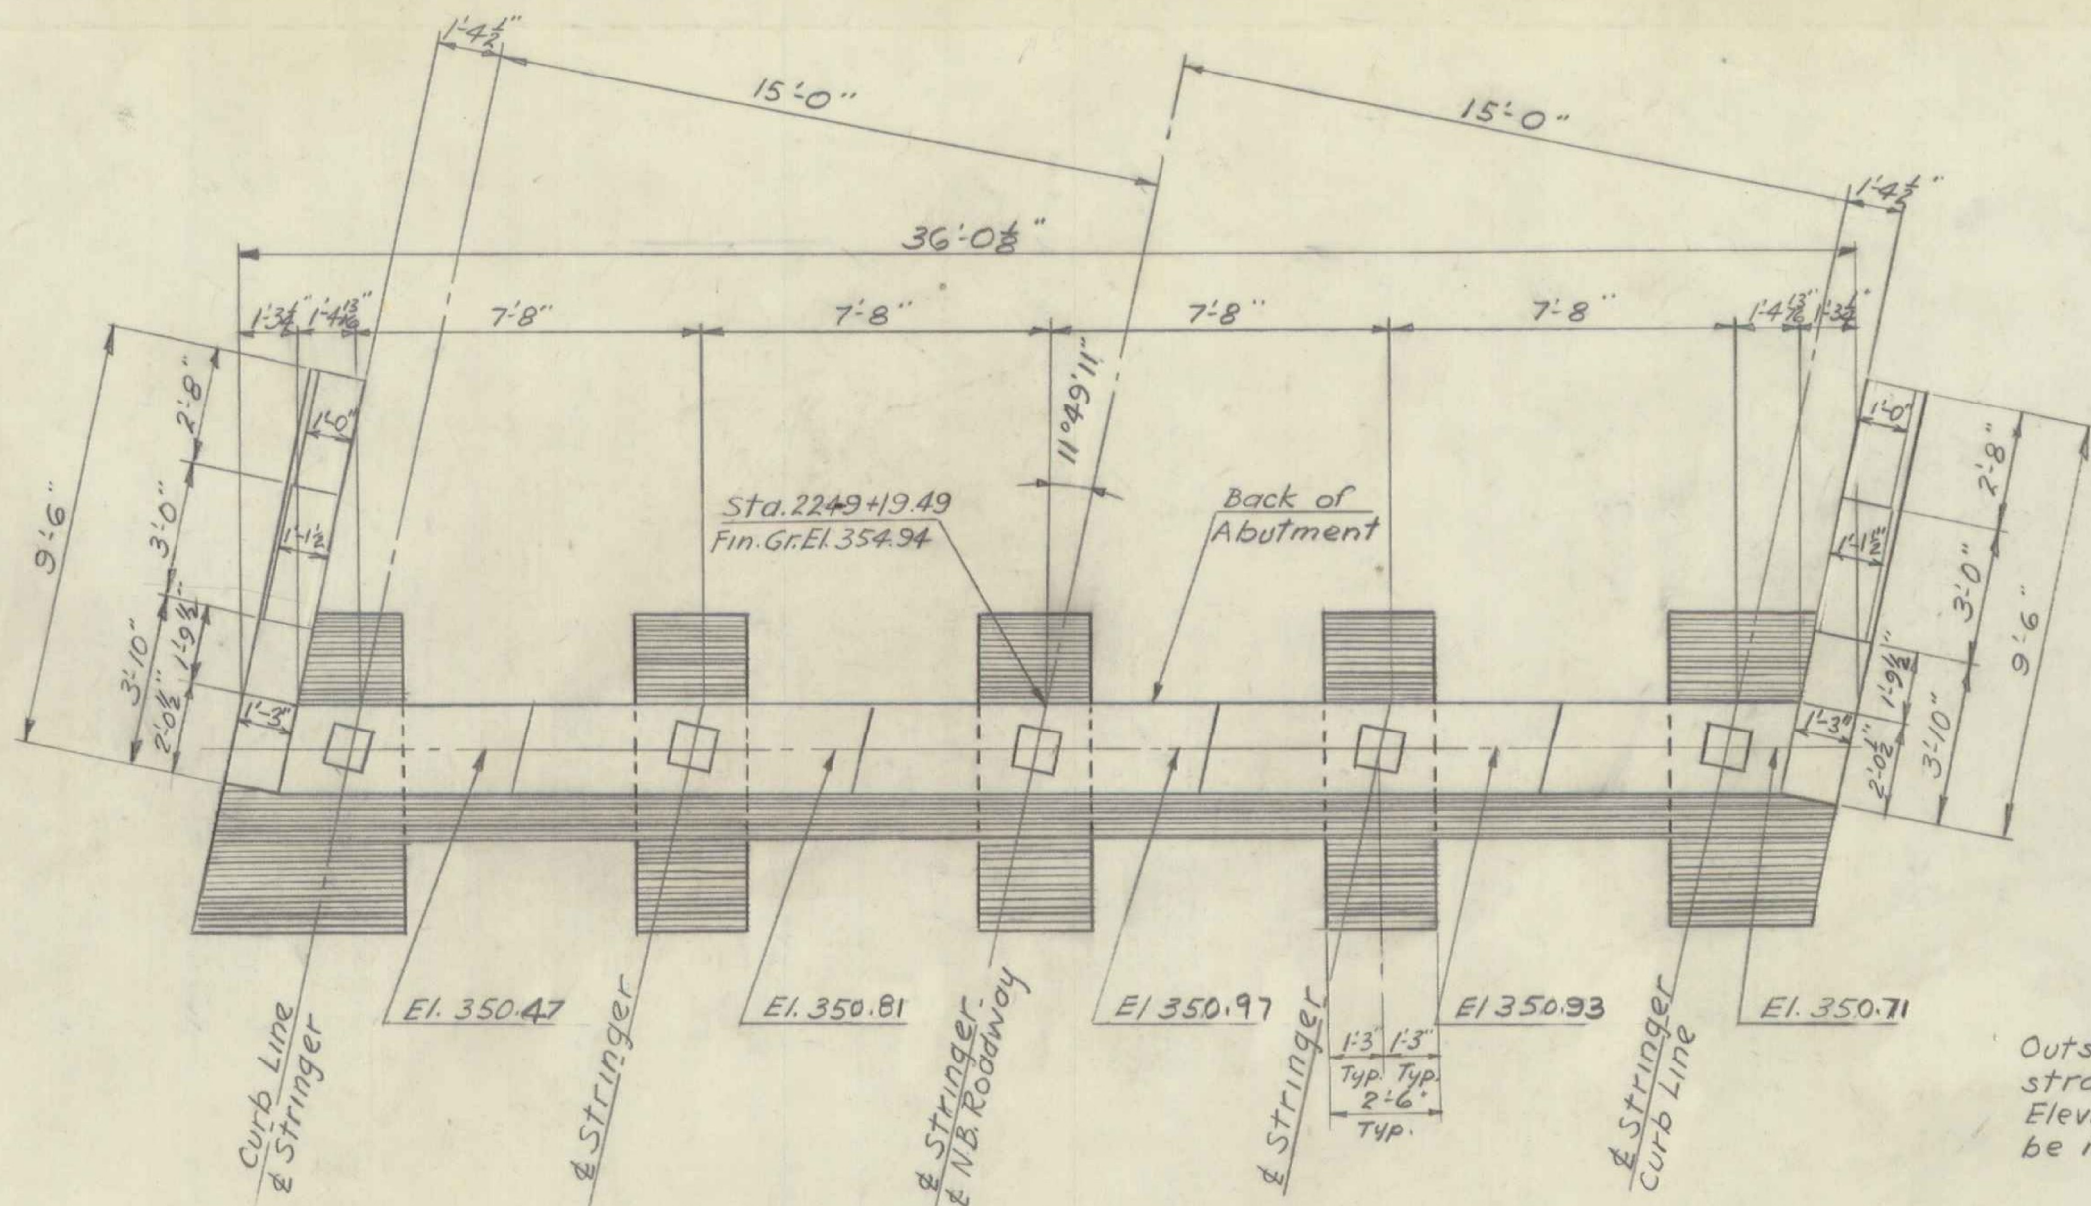 1'-4½"
15'-0"
15'-0"
1'-4½"
36'-0⅛"
1'-3¼"
1'-4 13/16"
7'-8"
7'-8"
7'-8"
7'-8"
1'-4 13/16"
1'-3¼"
11°49'11"
9'-6"
2'-8"
3'-0"
3'-10"
1'-9½"
2'-0½"
1'-0"
1'-1½"
1'-3"
Sta. 2249+19.49
Fin. Gr. El. 354.94
Back of
Abutment
1'-0"
1'-1½"
1'-3"
2'-8"
3'-0"
1'-9½"
2'-0½"
3'-10"
9'-6"
El. 350.47
El. 350.81
El 350.97
El 350.93
El. 350.71
Curb Line
℄ Stringer
℄ Stringer
℄ Stringer
℄ N.B. Roadway
℄ Stringer
℄ Stringer
Curb Line
1'-3" 1'-3"
Typ. Typ.
2'-6"
Typ.
Outs
stra
Elev
be